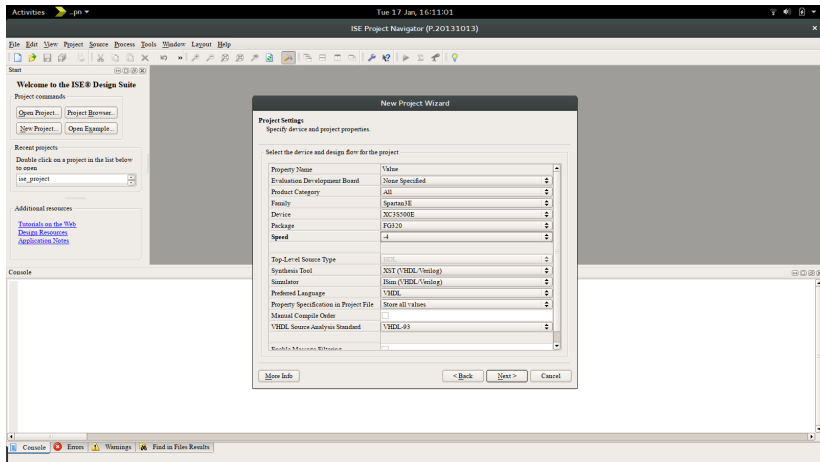 Activities ..pn Tue 17 Jan, 16:11:01
ISE Project Navigator (P.20131013)
File Edit View Project Source Process Tools Window Layout Help
Start
Welcome to the ISE® Design Suite
Project commands
Open Project... Project Browser...
New Project... Open Example...
Recent projects
Double click on a project in the list below
to open
ise_project
Additional resources
Tutorials on the Web
Design Resources
Application Notes
New Project Wizard
Project Settings
Specify device and project properties.
Select the device and design flow for the project
Property Name Value
Evaluation Development Board None Specified
Product Category All
Family Spartan3E
Device XC3S500E
Package FG320
Speed -4
Top-Level Source Type HDL
Synthesis Tool XST (VHDL/Verilog)
Simulator ISim (VHDL/Verilog)
Preferred Language VHDL
Property Specification in Project File Store all values
Manual Compile Order
VHDL Source Analysis Standard VHDL-93
Enable Message Filtering
More Info < Back Next > Cancel
Console
Console Errors Warnings Find in Files Results